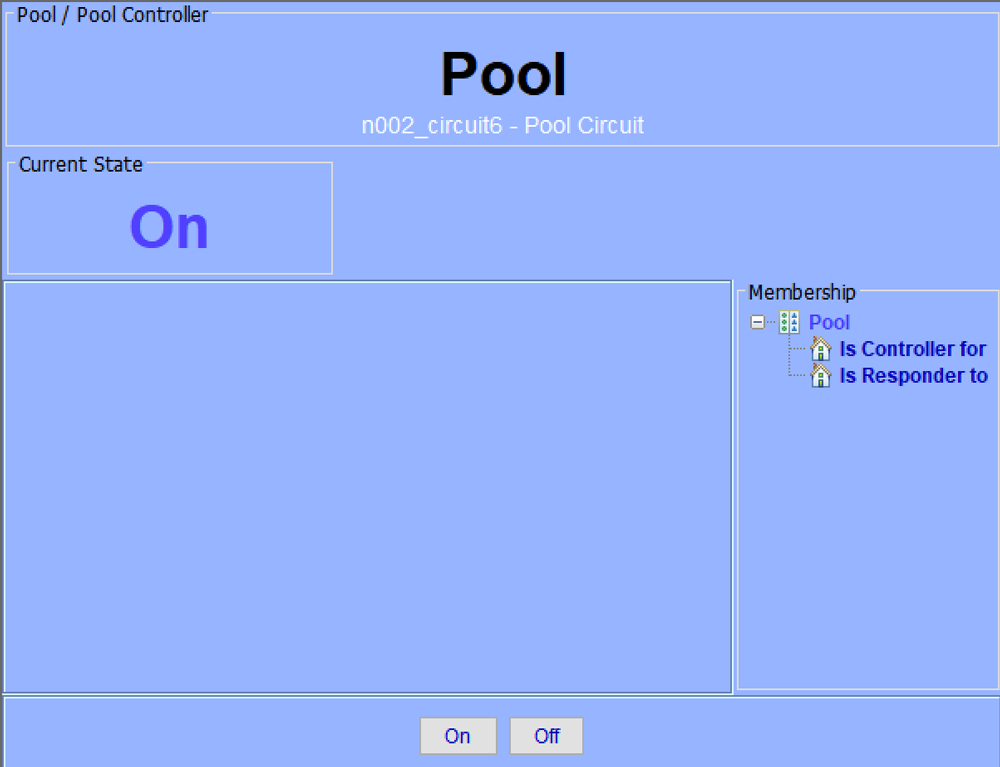 Pool / Pool Controller
Pool
n002_circuit6 - Pool Circuit
Current State
On
Membership
Pool
Is Controller for
Is Responder to
On
Off